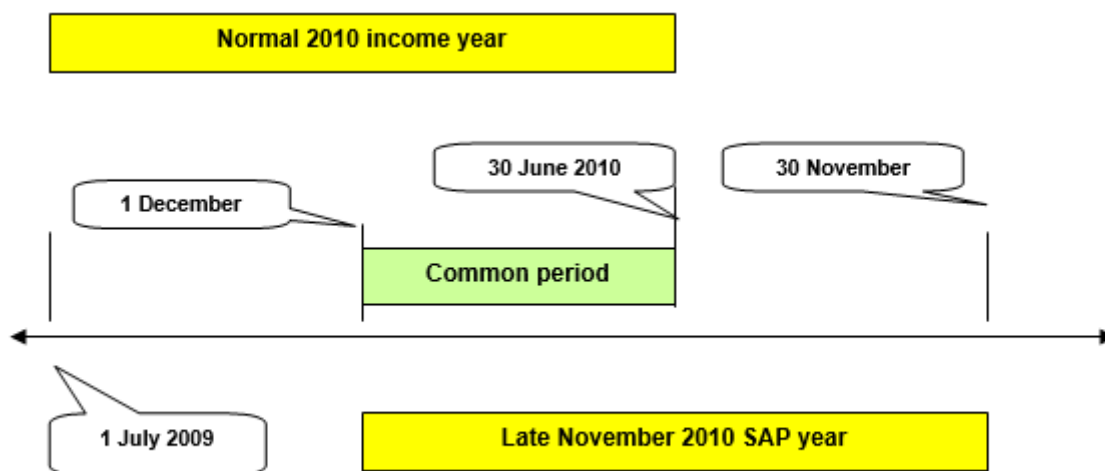 Normal 2010 income year
30 June 2010
30 November
1 December
Common period
1 July 2009
Late November 2010 SAP year